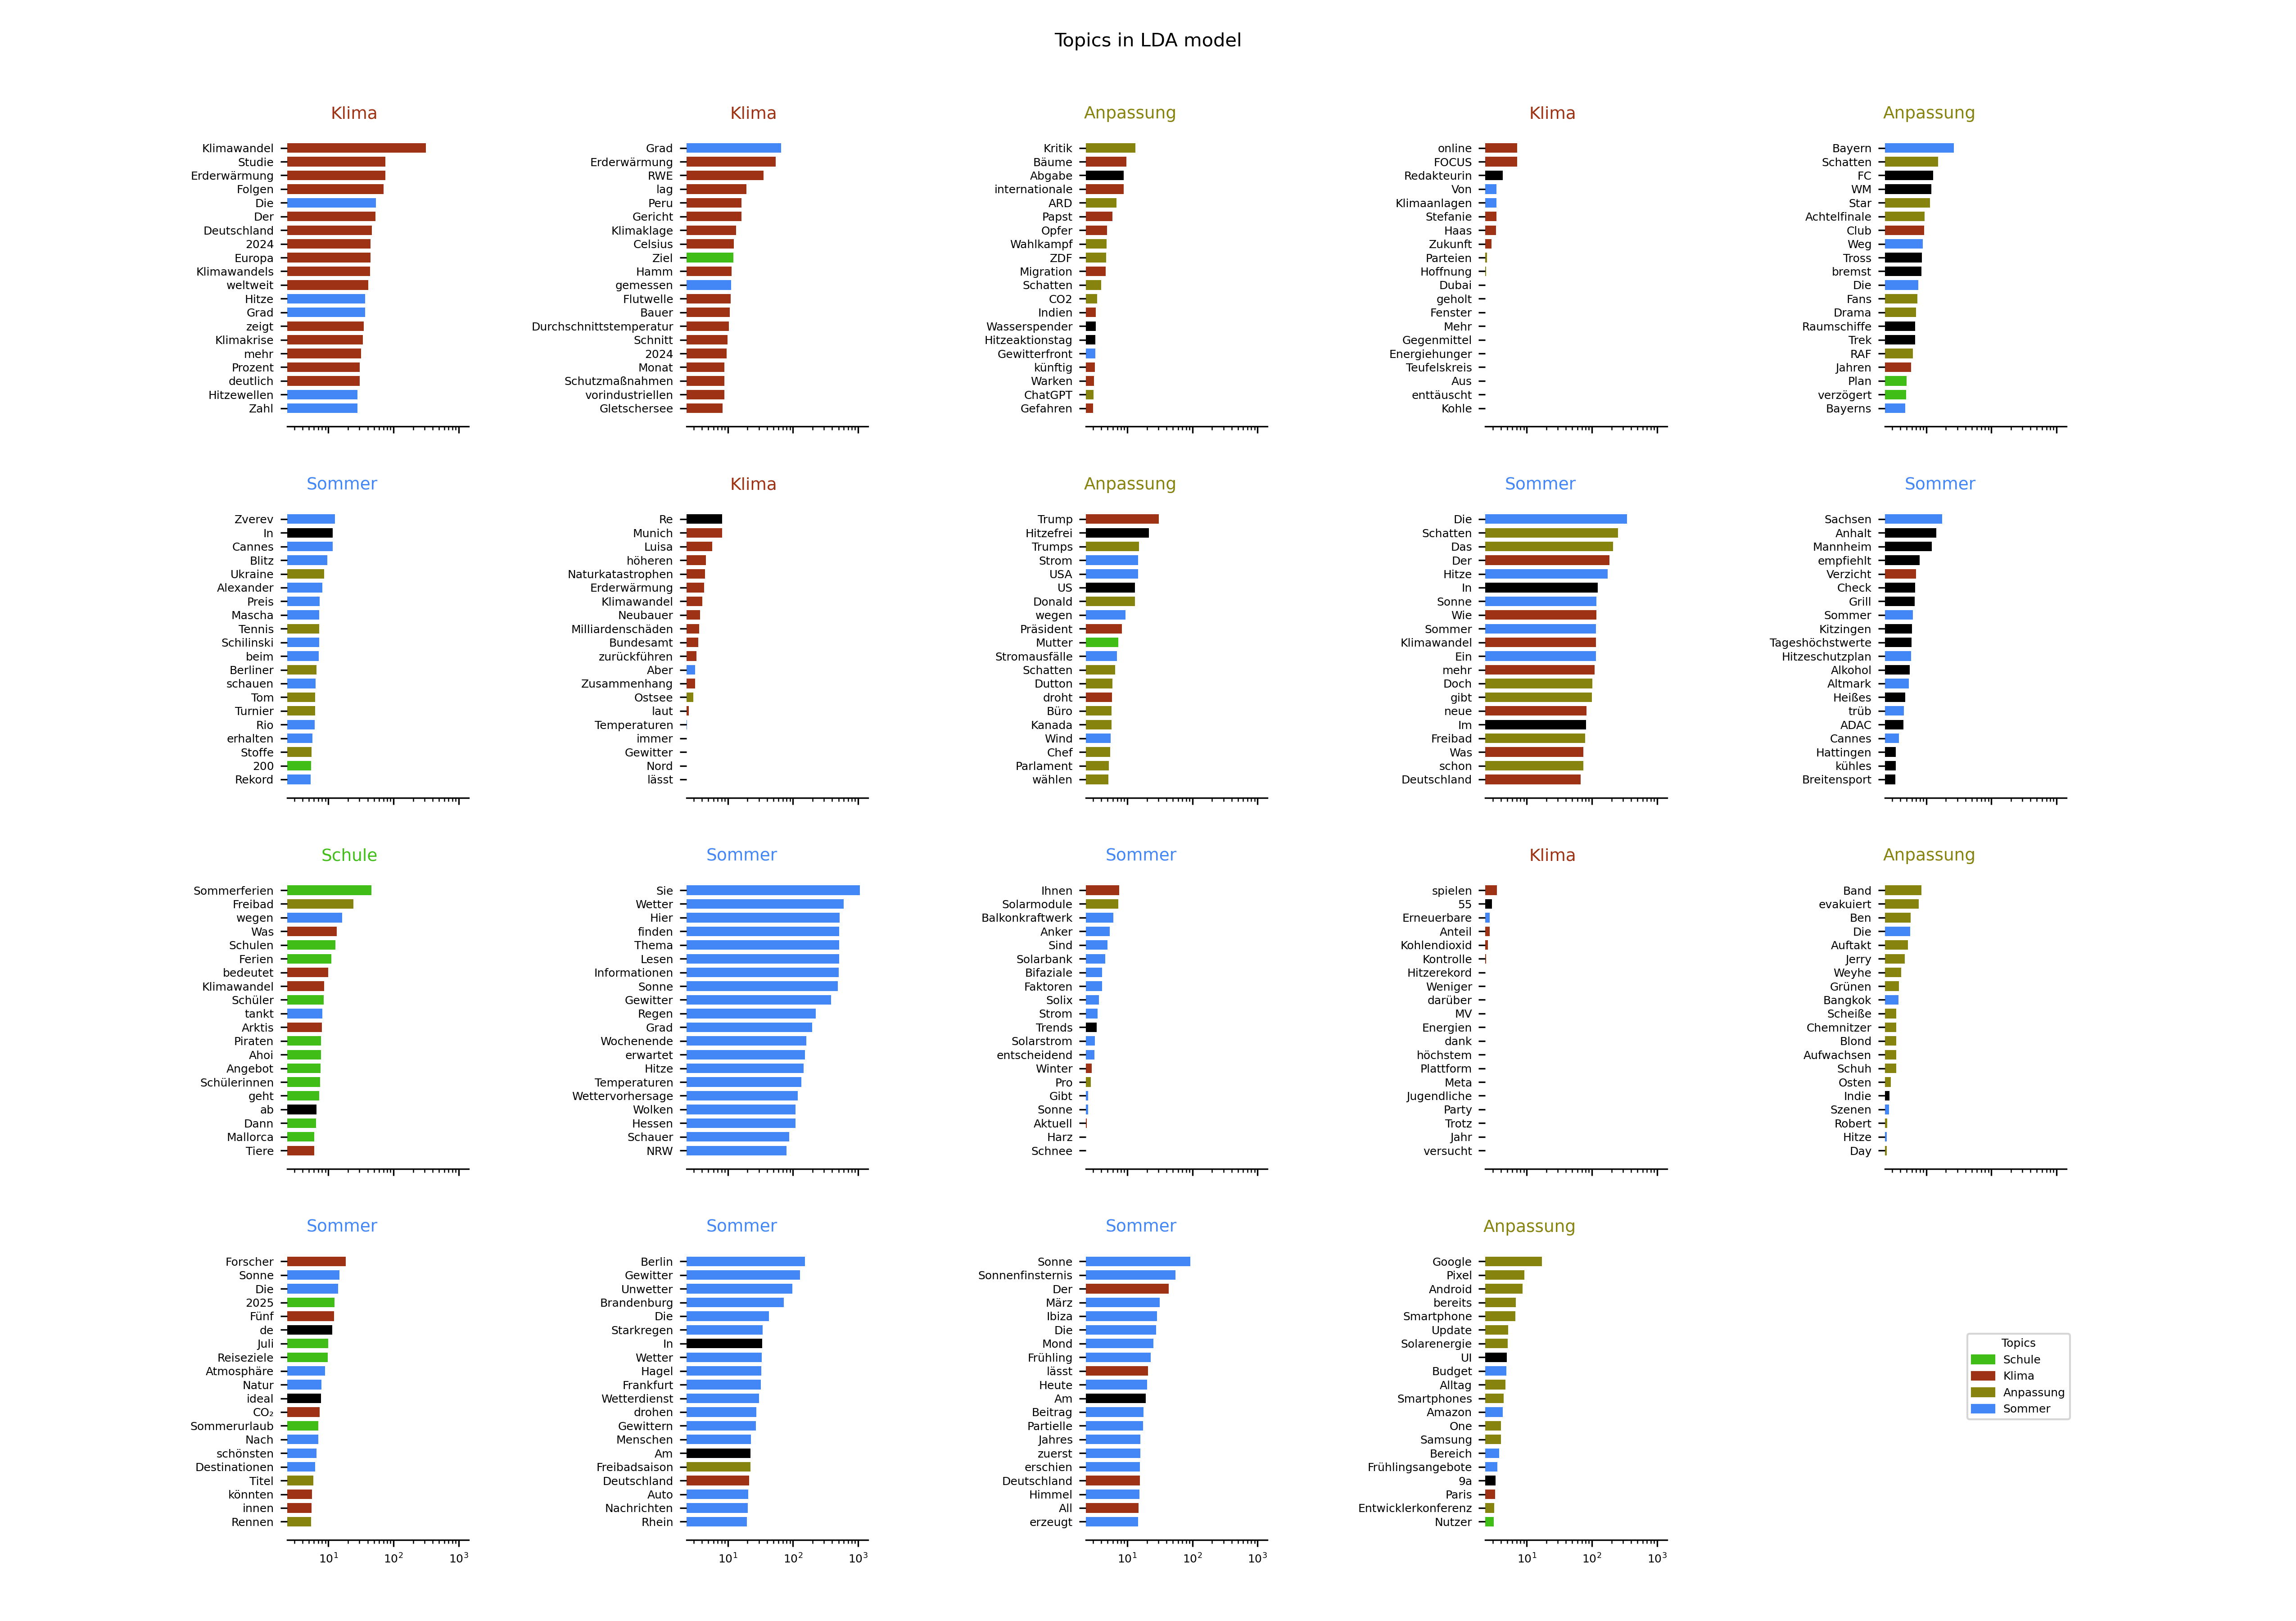 Topics in LDA model
Klima
Klimawandel
Studie
Erderwärmung
Folgen
Die
Der
Deutschland
2024
Europa
Klimawandels
weltweit
Hitze
Grad
zeigt
Klimakrise
mehr
Prozent
deutlich
Hitzewellen
Zahl
Klima
Grad
Erderwärmung
RWE
lag
Peru
Gericht
Klimaklage
Celsius
Ziel
Hamm
gemessen
Flutwelle
Bauer
Durchschnittstemperatur
Schnitt
2024
Monat
Schutzmaßnahmen
vorindustriellen
Gletschersee
Anpassung
Kritik
Bäume
Abgabe
internationale
ARD
Papst
Opfer
Wahlkampf
ZDF
Migration
Schatten
CO2
Indien
Wasserspender
Hitzeaktionstag
Gewitterfront
künftig
Warken
ChatGPT
Gefahren
Klima
online
FOCUS
Redakteurin
Von
Klimaanlagen
Stefanie
Haas
Zukunft
Parteien
Hoffnung
Dubai
geholt
Fenster
Mehr
Gegenmittel
Energiehunger
Teufelskreis
Aus
enttäuscht
Kohle
Anpassung
Bayern
Schatten
FC
WM
Star
Achtelfinale
Club
Weg
Tross
bremst
Die
Fans
Drama
Raumschiffe
Trek
RAF
Jahren
Plan
verzögert
Bayerns
Sommer
Zverev
In
Cannes
Blitz
Ukraine
Alexander
Preis
Mascha
Tennis
Schilinski
beim
Berliner
schauen
Tom
Turnier
Rio
erhalten
Stoffe
200
Rekord
Klima
Re
Munich
Luisa
höheren
Naturkatastrophen
Erderwärmung
Klimawandel
Neubauer
Milliardenschäden
Bundesamt
zurückführen
Aber
Zusammenhang
Ostsee
laut
Temperaturen
immer
Gewitter
Nord
lässt
Anpassung
Trump
Hitzefrei
Trumps
Strom
USA
US
Donald
wegen
Präsident
Mutter
Stromausfälle
Schatten
Dutton
droht
Büro
Kanada
Wind
Chef
Parlament
wählen
Sommer
Die
Schatten
Das
Der
Hitze
In
Sonne
Wie
Sommer
Klimawandel
Ein
mehr
Doch
gibt
neue
Im
Freibad
Was
schon
Deutschland
Sommer
Sachsen
Anhalt
Mannheim
empfiehlt
Verzicht
Check
Grill
Sommer
Kitzingen
Tageshöchstwerte
Hitzeschutzplan
Alkohol
Altmark
Heißes
trüb
ADAC
Cannes
Hattingen
kühles
Breitensport
Schule
Sommerferien
Freibad
wegen
Was
Schulen
Ferien
bedeutet
Klimawandel
Schüler
tankt
Arktis
Piraten
Ahoi
Angebot
Schülerinnen
geht
ab
Dann
Mallorca
Tiere
Sommer
Sie
Wetter
Hier
finden
Thema
Lesen
Informationen
Sonne
Gewitter
Regen
Grad
Wochenende
erwartet
Hitze
Temperaturen
Wettervorhersage
Wolken
Hessen
Schauer
NRW
Sommer
Ihnen
Solarmodule
Balkonkraftwerk
Anker
Sind
Solarbank
Bifaziale
Faktoren
Solix
Strom
Trends
Solarstrom
entscheidend
Winter
Pro
Gibt
Sonne
Aktuell
Harz
Schnee
Klima
spielen
55
Erneuerbare
Anteil
Kohlendioxid
Kontrolle
Hitzerekord
Weniger
darüber
MV
Energien
dank
höchstem
Plattform
Meta
Jugendliche
Party
Trotz
Jahr
versucht
Anpassung
Band
evakuiert
Ben
Die
Auftakt
Jerry
Weyhe
Grünen
Bangkok
Scheiße
Chemnitzer
Blond
Aufwachsen
Schuh
Osten
Indie
Szenen
Robert
Hitze
Day
Sommer
Forscher
Sonne
Die
2025
Fünf
de
Juli
Reiseziele
Atmosphäre
Natur
ideal
CO₂
Sommerurlaub
Nach
schönsten
Destinationen
Titel
könnten
innen
Rennen
10¹ 10² 10³
Sommer
Berlin
Gewitter
Unwetter
Brandenburg
Die
Starkregen
In
Wetter
Hagel
Frankfurt
Wetterdienst
drohen
Gewittern
Menschen
Am
Freibadsaison
Deutschland
Auto
Nachrichten
Rhein
10¹ 10² 10³
Sommer
Sonne
Sonnenfinsternis
Der
März
Ibiza
Die
Mond
Frühling
lässt
Heute
Am
Beitrag
Partielle
Jahres
zuerst
erschien
Deutschland
Himmel
All
erzeugt
10¹ 10² 10³
Anpassung
Google
Pixel
Android
bereits
Smartphone
Update
Solarenergie
UI
Budget
Alltag
Smartphones
Amazon
One
Samsung
Bereich
Frühlingsangebote
9a
Paris
Entwicklerkonferenz
Nutzer
10¹ 10² 10³
Topics
Schule
Klima
Anpassung
Sommer